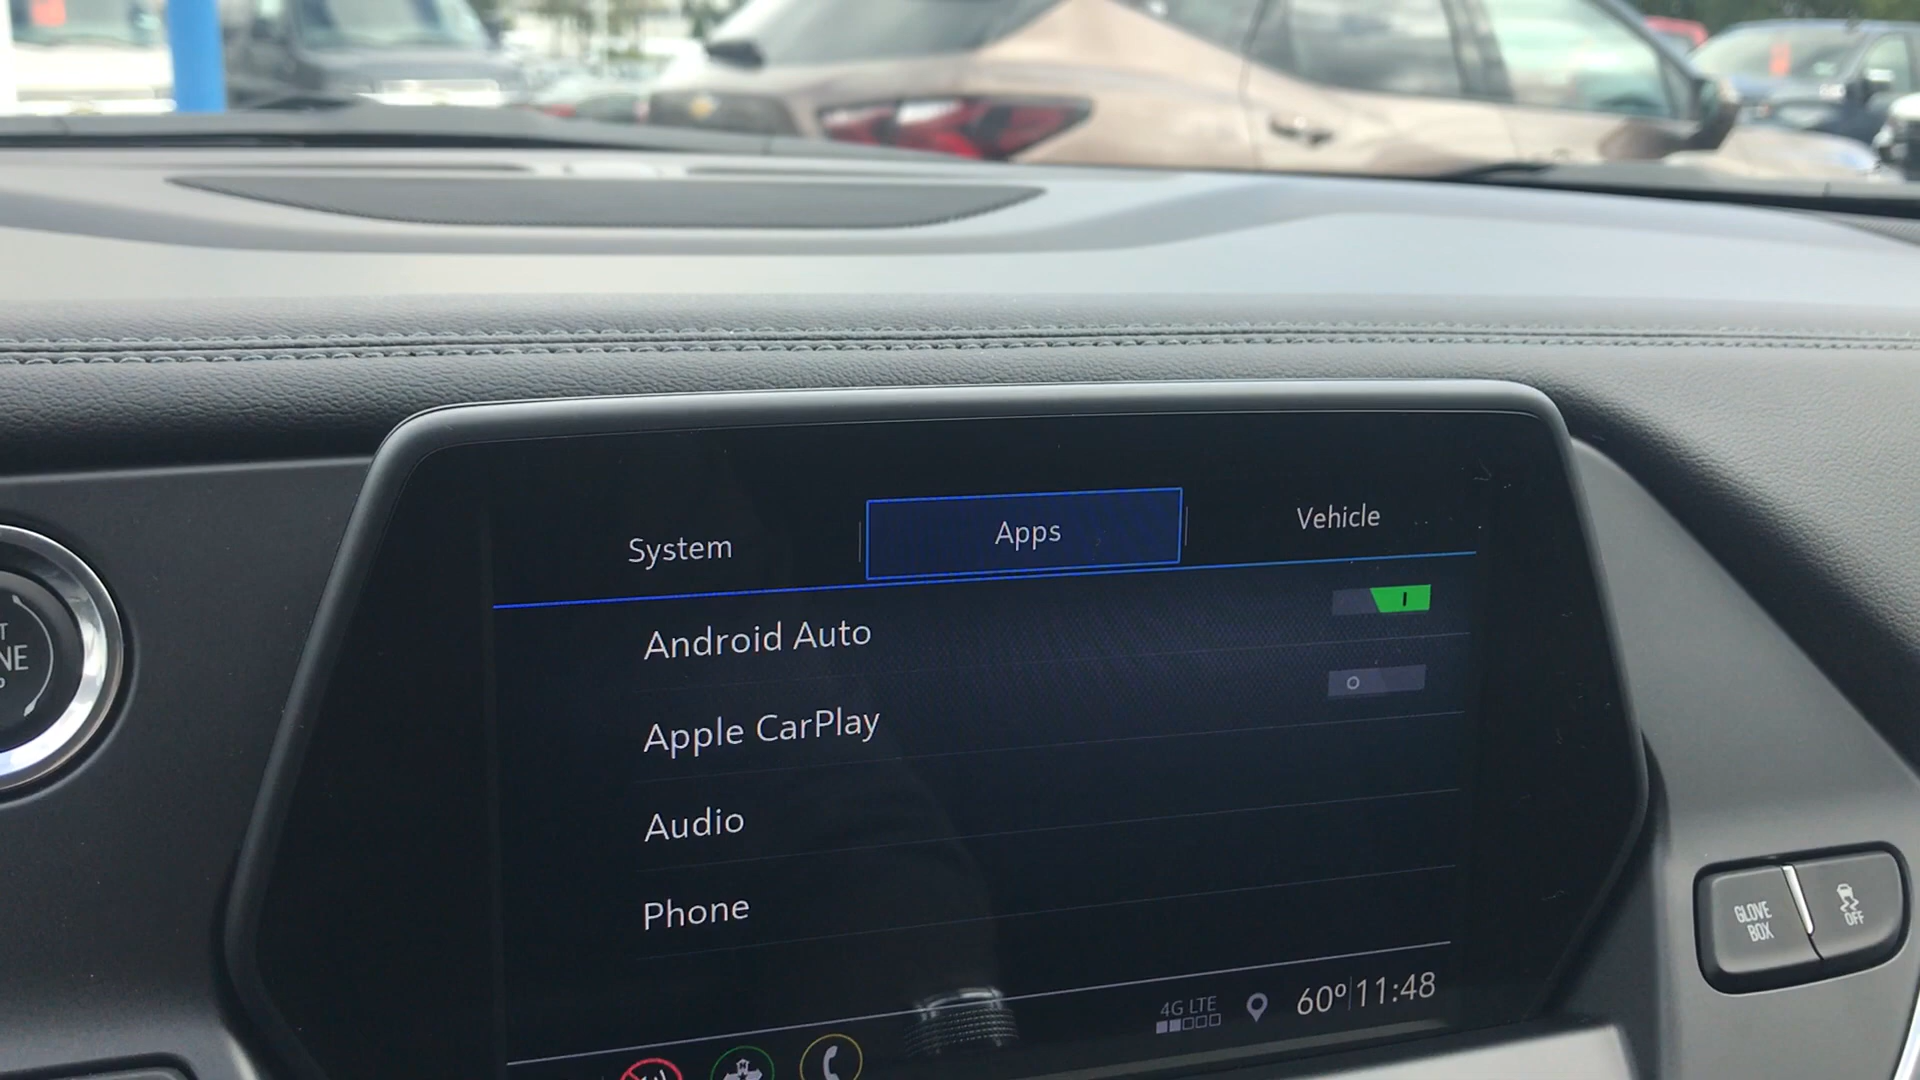 System Apps Vehicle
Android Auto
Apple CarPlay
Audio
Phone
4G LTE 60° 11:48
GLOVE
BOX
OFF